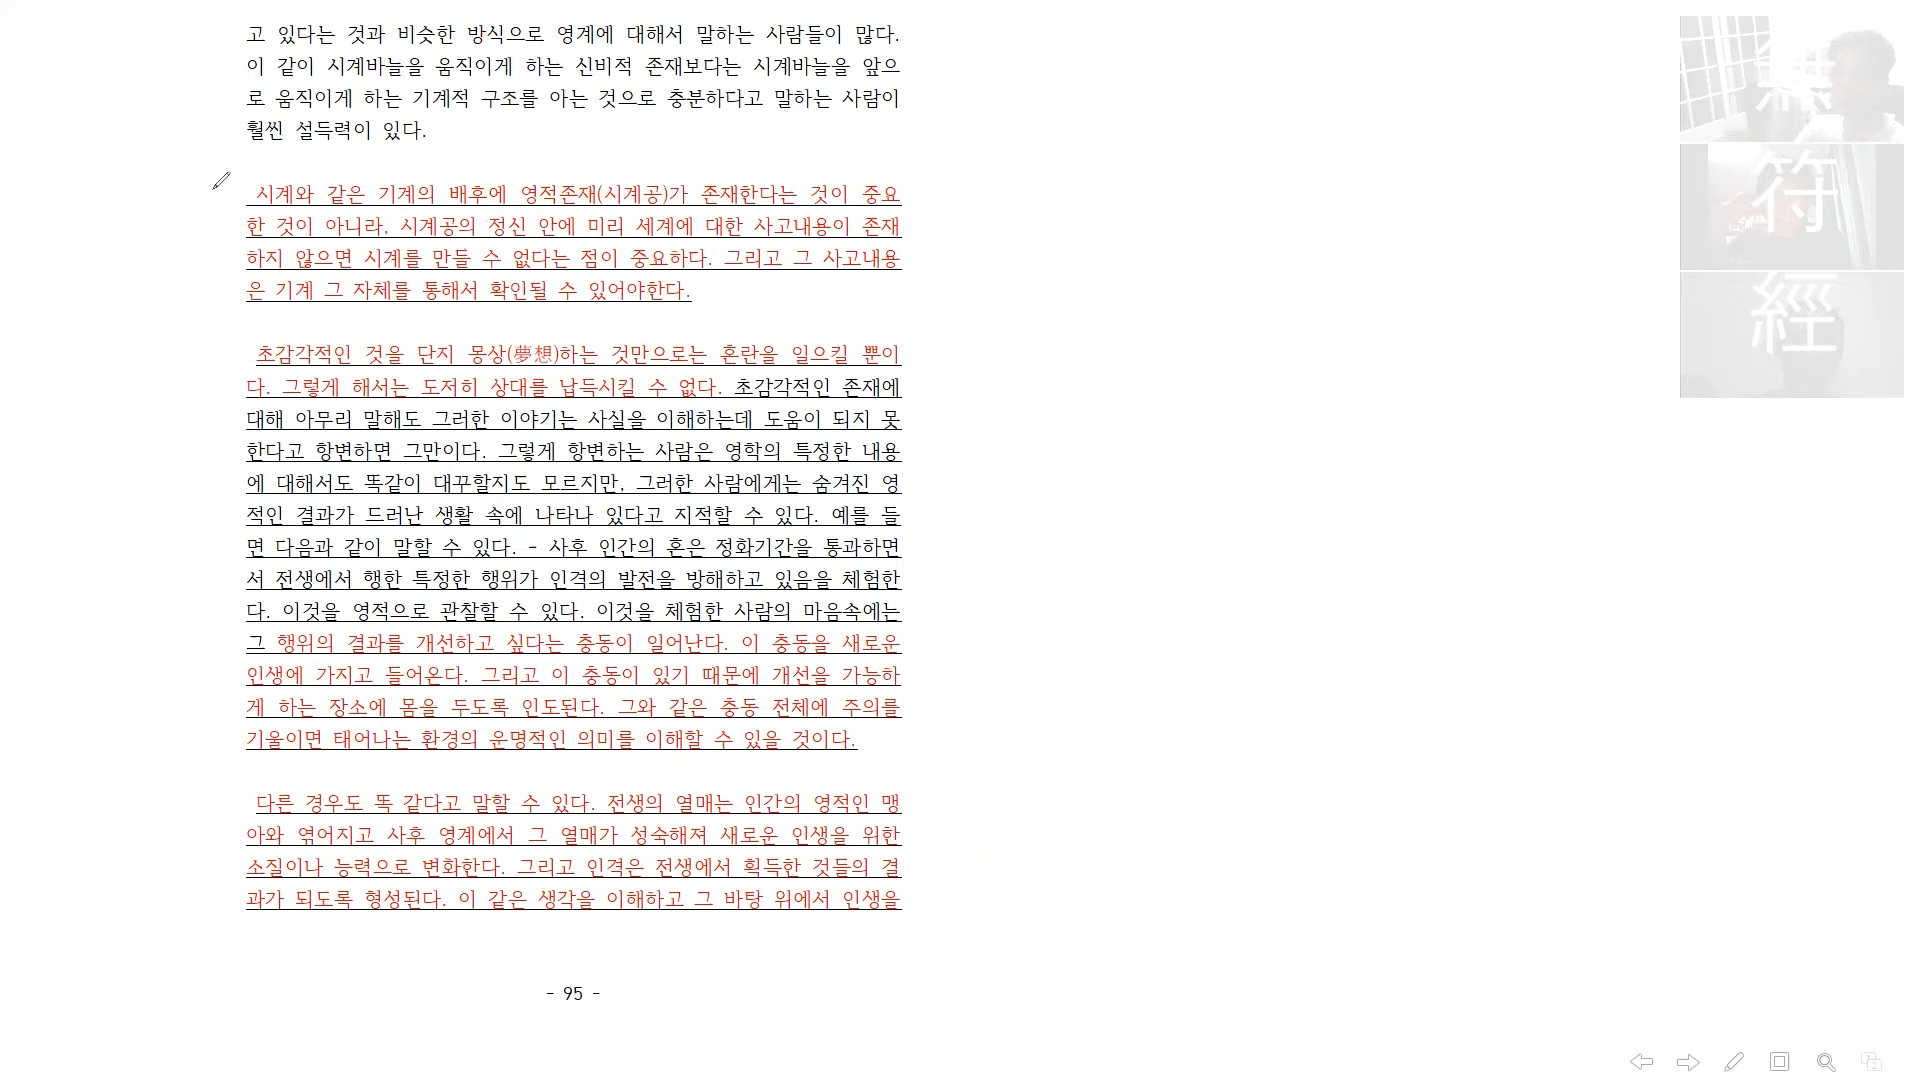 고 있다는 것과 비슷한 방식으로 영계에 대해서 말하는 사람들이 많다.
이 같이 시계바늘을 움직이게 하는 신비적 존재보다는 시계바늘을 앞으
로 움직이게 하는 기계적 구조를 아는 것으로 충분하다고 말하는 사람이
훨씬 설득력이 있다.
시계와 같은 기계의 배후에 영적존재(시계공)가 존재한다는 것이 중요
한 것이 아니라, 시계공의 정신 안에 미리 세계에 대한 사고내용이 존재
하지 않으면 시계를 만들 수 없다는 점이 중요하다. 그리고 그 사고내용
은 기계 그 자체를 통해서 확인될 수 있어야한다.
초감각적인 것을 단지 몽상(夢想)하는 것만으로는 혼란을 일으킬 뿐이
다. 그렇게 해서는 도저히 상대를 납득시킬 수 없다. 초감각적인 존재에
대해 아무리 말해도 그러한 이야기는 사실을 이해하는데 도움이 되지 못
한다고 항변하면 그만이다. 그렇게 항변하는 사람은 영학의 특정한 내용
에 대해서도 똑같이 대꾸할지도 모르지만, 그러한 사람에게는 숨겨진 영
적인 결과가 드러난 생활 속에 나타나 있다고 지적할 수 있다. 예를 들
면 다음과 같이 말할 수 있다. - 사후 인간의 혼은 정화기간을 통과하면
서 전생에서 행한 특정한 행위가 인격의 발전을 방해하고 있음을 체험한
다. 이것을 영적으로 관찰할 수 있다. 이것을 체험한 사람의 마음속에는
그 행위의 결과를 개선하고 싶다는 충동이 일어난다. 이 충동을 새로운
인생에 가지고 들어온다. 그리고 이 충동이 있기 때문에 개선을 가능하
게 하는 장소에 몸을 두도록 인도된다. 그와 같은 충동 전체에 주의를
기울이면 태어나는 환경의 운명적인 의미를 이해할 수 있을 것이다.
다른 경우도 똑 같다고 말할 수 있다. 전생의 열매는 인간의 영적인 맹
아와 엮어지고 사후 영계에서 그 열매가 성숙해져 새로운 인생을 위한
소질이나 능력으로 변화한다. 그리고 인격은 전생에서 획득한 것들의 결
과가 되도록 형성된다. 이 같은 생각을 이해하고 그 바탕 위에서 인생을
- 95 -
符
經